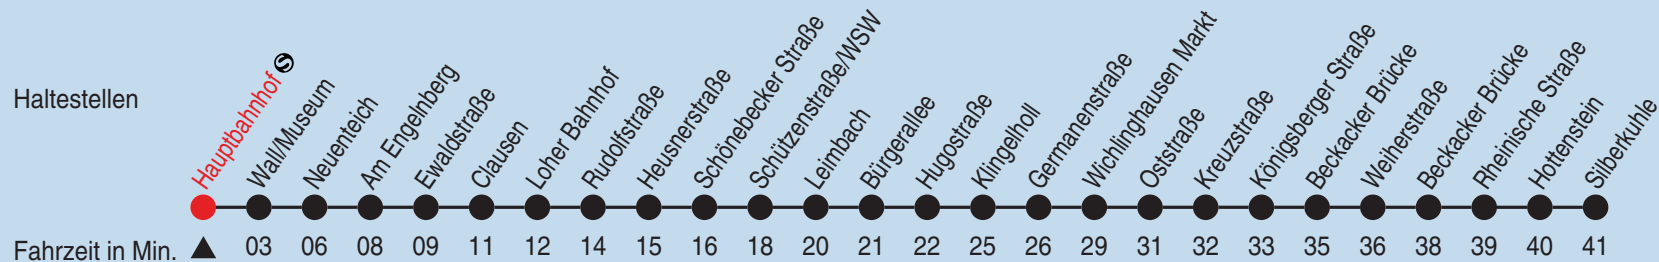 Haltestellen
Hauptbahnhof S
Wall/Museum
Neuenteich
Am Engelnberg
Ewaldstraße
Clausen
Loher Bahnhof
Rudolfstraße
Heusnerstraße
Schönebecker Straße
Schützenstraße/WSW
Leimbach
Bürgerallee
Hugostraße
Klingelholl
Germanenstraße
Wichlinghausen Markt
Oststraße
Kreuzstraße
Königsberger Straße
Beckacker Brücke
Weiherstraße
Beckacker Brücke
Rheinische Straße
Hottenstein
Silberkuhle
Fahrzeit in Min. 03 06 08 09 11 12 14 15 16 18 20 21 22 25 26 29 31 32 33 35 36 38 39 40 41